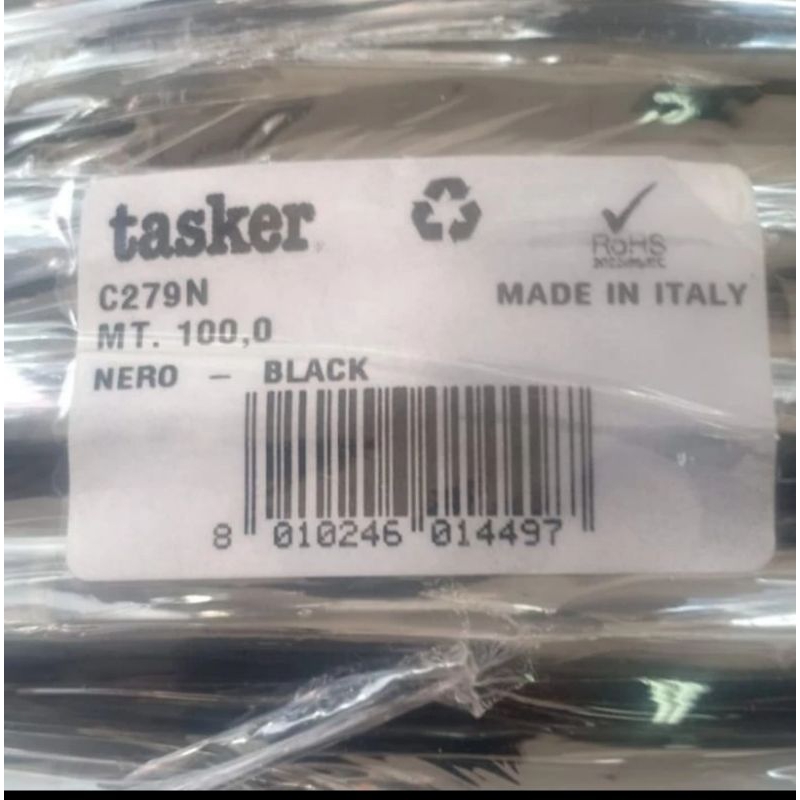 tasker
RoHS
C279N
MADE IN ITALY
MT. 100,0
NERO - BLACK
8 010246 014497